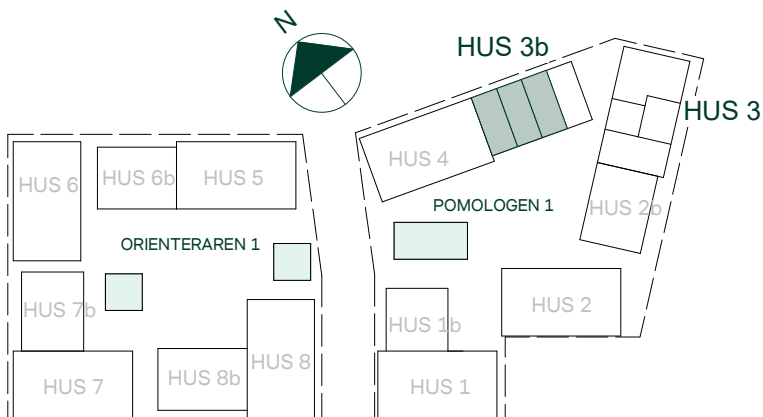 N
HUS 3b
HUS 3
HUS 4
HUS 6
HUS 6b
HUS 5
HUS 2b
POMOLOGEN 1
ORIENTERAREN 1
HUS 7b
HUS 2
HUS 1b
HUS 8
HUS 8b
HUS 7
HUS 1